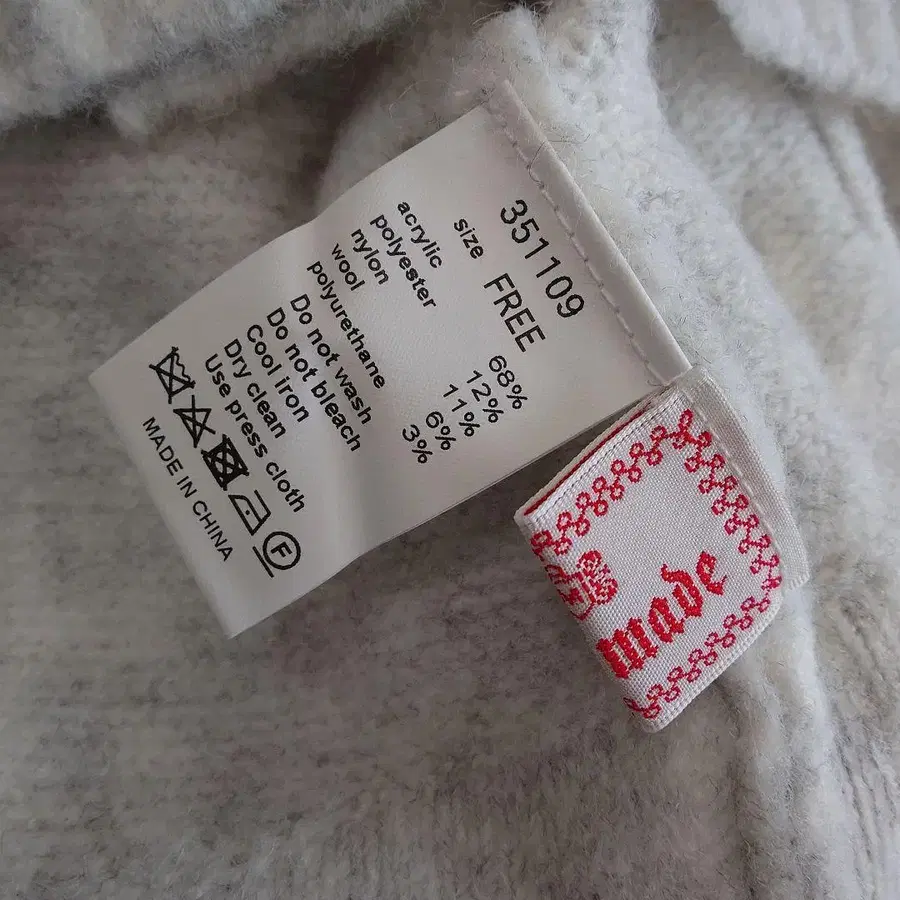 351109
size FREE
acrylic 68%
polyester 12%
nylon 11%
wool 6%
polyurethane 3%
Do not wash
Do not bleach
Cool iron
Dry clean
Use press cloth
F
MADE IN CHINA
made